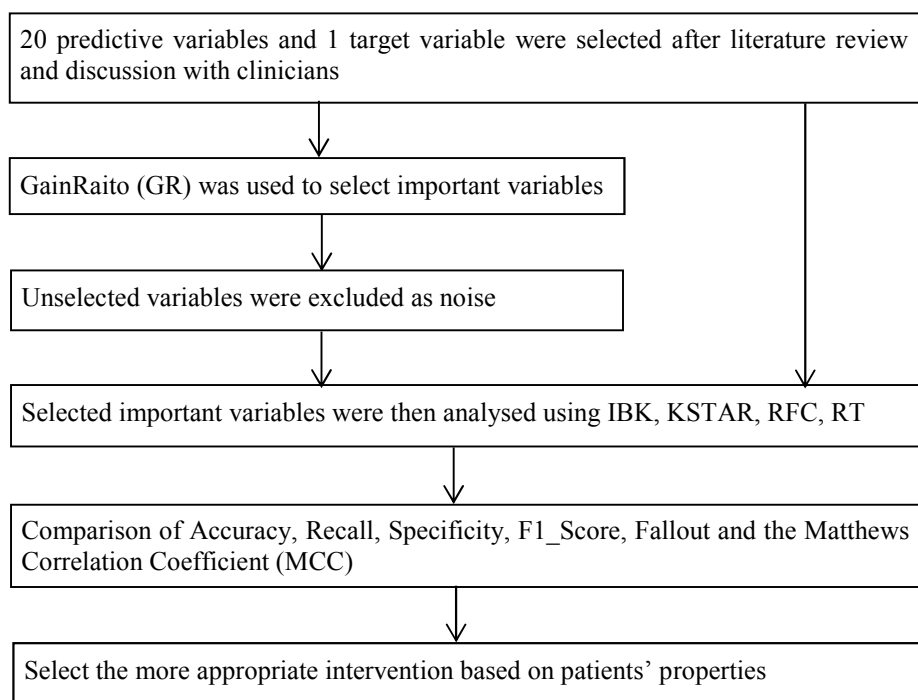 20 predictive variables and 1 target variable were selected after literature review
and discussion with clinicians
GainRaito (GR) was used to select important variables
Unselected variables were excluded as noise
Selected important variables were then analysed using IBK, KSTAR, RFC, RT
Comparison of Accuracy, Recall, Specificity, F1_Score, Fallout and the Matthews
Correlation Coefficient (MCC)
Select the more appropriate intervention based on patients’ properties